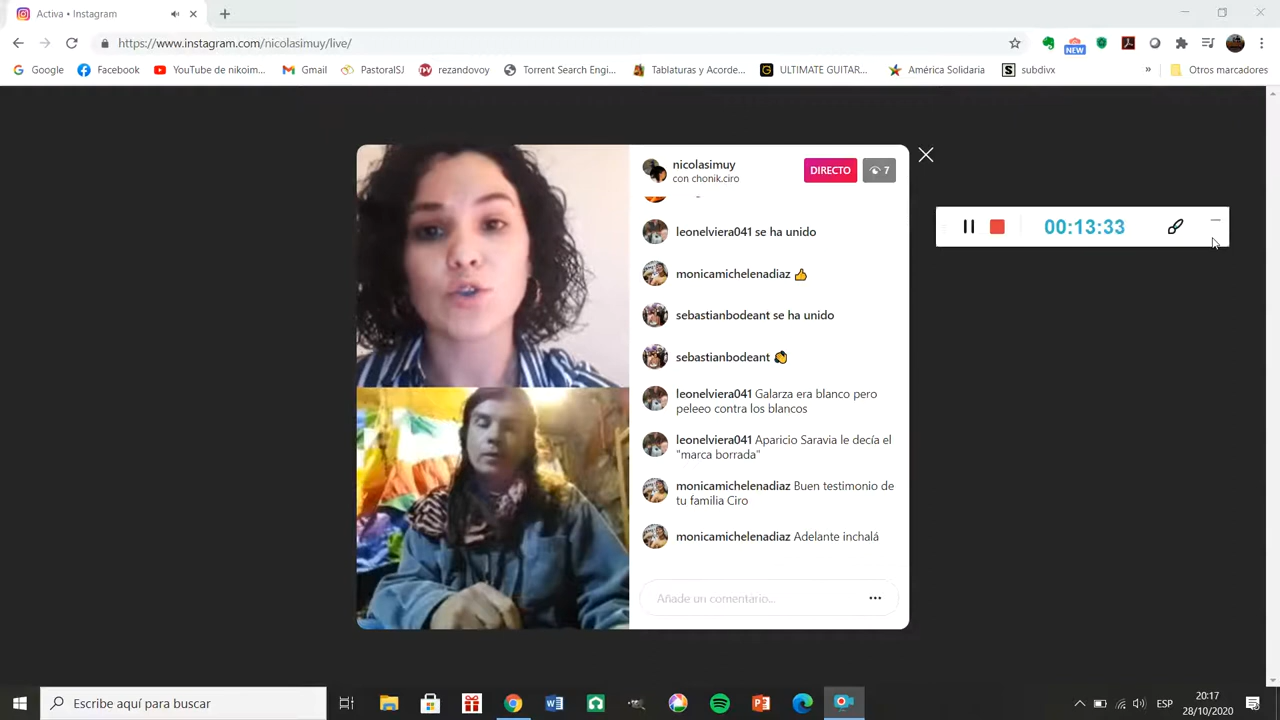 Activa • Instagram
https://www.instagram.com/nicolasimuy/live/
NEW
Google
Facebook
YouTube de nikoim...
Gmail
PastoralSJ
rezandovoy
Torrent Search Engi...
Tablaturas y Acorde...
ULTIMATE GUITAR...
América Solidaria
subdivx
»
Otros marcadores
nicolasimuy
con chonik.ciro
DIRECTO
7
leonelviera041 se ha unido
monicamichelenadiaz 👍
sebastianbodeant se ha unido
sebastianbodeant 👏
leonelviera041 Galarza era blanco pero
peleeo contra los blancos
leonelviera041 Aparicio Saravia le decía el
"marca borrada"
monicamichelenadiaz Buen testimonio de
tu familia Ciro
monicamichelenadiaz Adelante inchalá
Añade un comentario...
00:13:33
Escribe aquí para buscar
ESP
20:17
28/10/2020